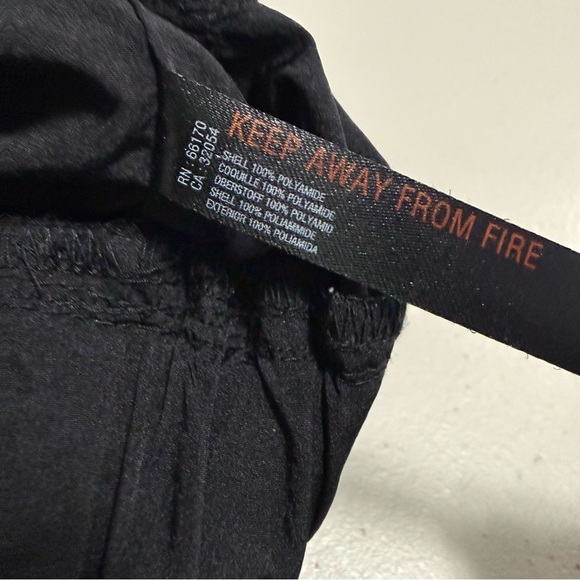 RN : 66170
CA : 32054
KEEP AWAY FROM FIRE
SHELL 100% POLYAMIDE
COQUILLE 100% POLYAMIDE
OBERSTOFF 100% POLYAMID
SHELL 100% POLIAMMIDE
EXTERIOR 100% POLIAMIDA